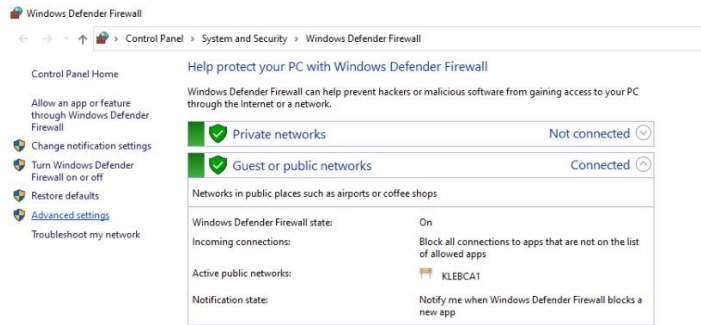 Windows Defender Firewall
Control Panel > System and Security > Windows Defender Firewall
Control Panel Home
Allow an app or feature
through Windows Defender
Firewall
Change notification settings
Turn Windows Defender
Firewall on or off
Restore defaults
Advanced settings
Troubleshoot my network
Help protect your PC with Windows Defender Firewall
Windows Defender Firewall can help prevent hackers or malicious software from gaining access to your PC
through the Internet or a network.
Private networks Not connected
Guest or public networks Connected
Networks in public places such as airports or coffee shops
Windows Defender Firewall state: On
Incoming connections: Block all connections to apps that are not on the list
of allowed apps
Active public networks: KLEBCA1
Notification state: Notify me when Windows Defender Firewall blocks a
new app